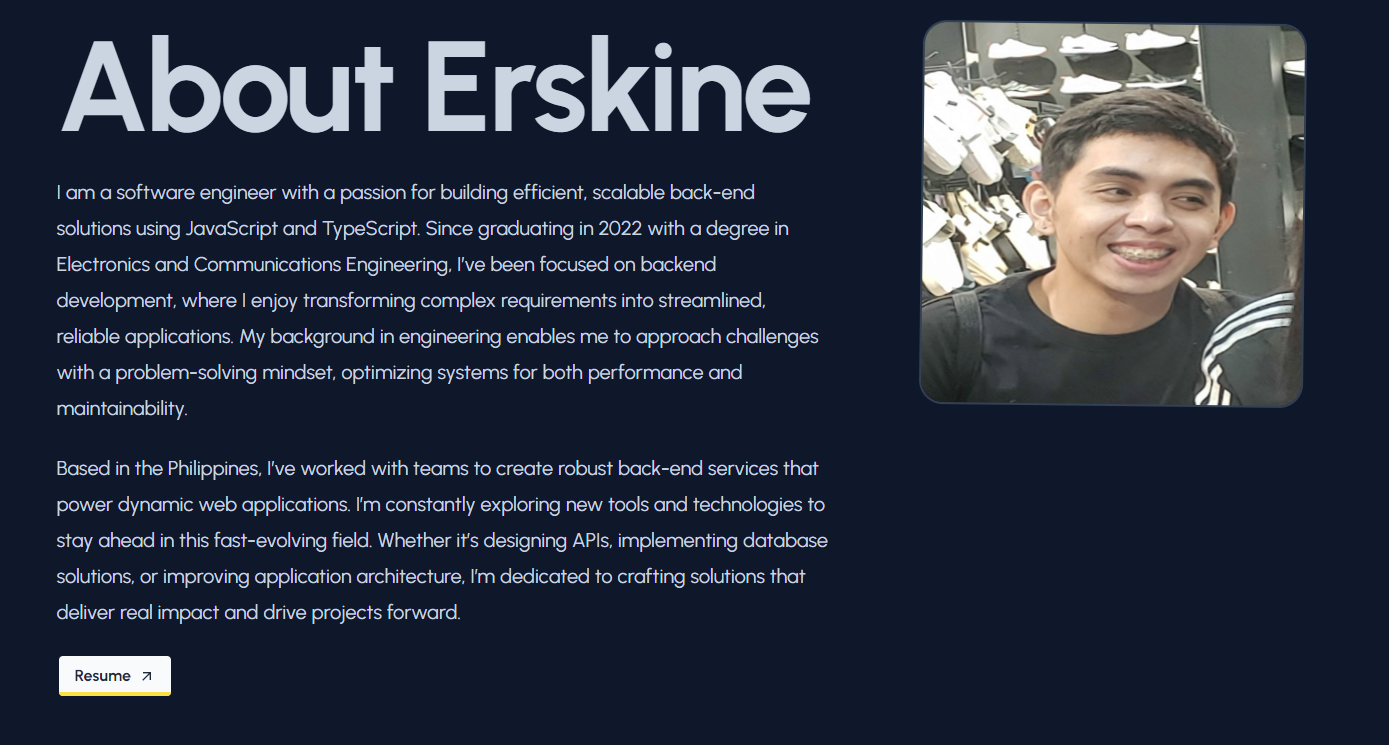 About Erskine
I am a software engineer with a passion for building efficient, scalable back-end
solutions using JavaScript and TypeScript. Since graduating in 2022 with a degree in
Electronics and Communications Engineering, I’ve been focused on backend
development, where I enjoy transforming complex requirements into streamlined,
reliable applications. My background in engineering enables me to approach challenges
with a problem-solving mindset, optimizing systems for both performance and
maintainability.
Based in the Philippines, I’ve worked with teams to create robust back-end services that
power dynamic web applications. I’m constantly exploring new tools and technologies to
stay ahead in this fast-evolving field. Whether it’s designing APIs, implementing database
solutions, or improving application architecture, I’m dedicated to crafting solutions that
deliver real impact and drive projects forward.
Resume